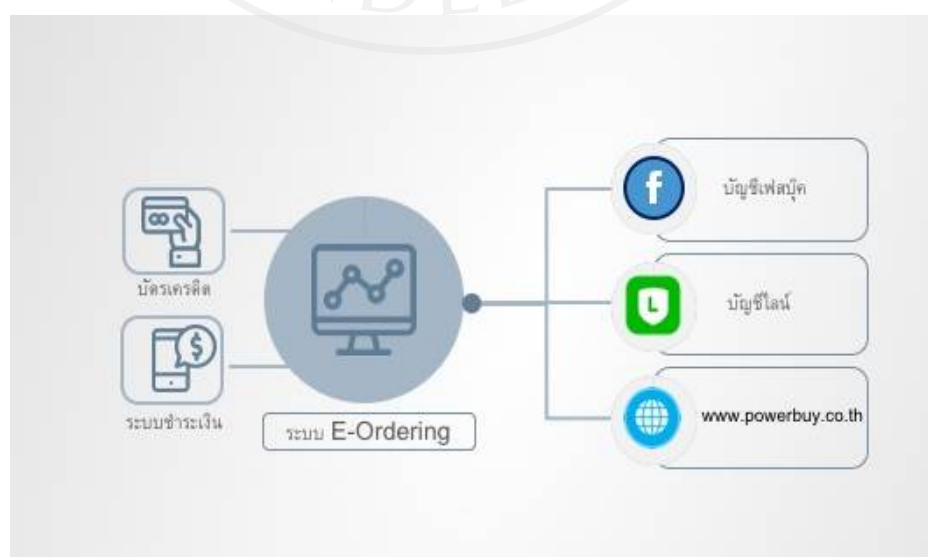 บัญชีเฟสบุ๊ค
บัตรเครดิต
บัญชีไลน์
ระบบชำระเงิน
ระบบ E-Ordering
www.powerbuy.co.th